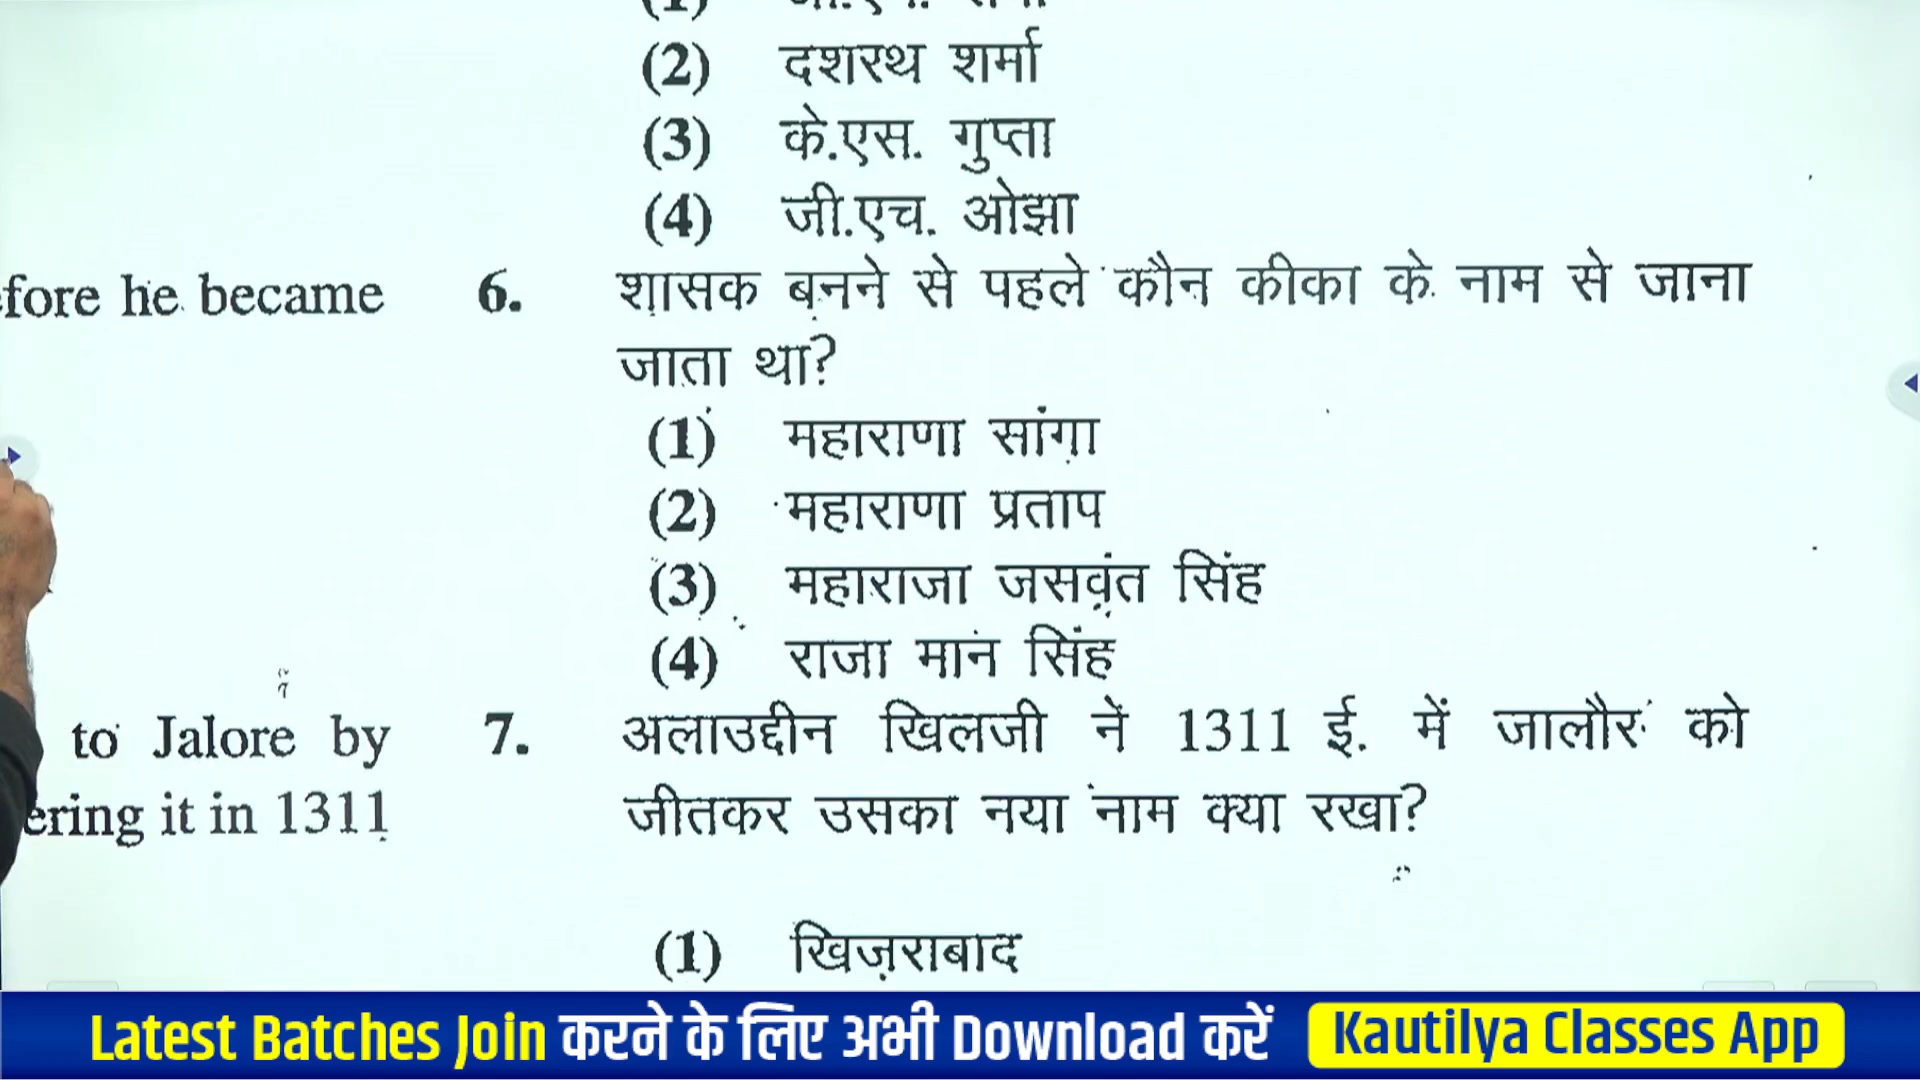 (2) दशरथ शर्मा
(3) के.एस. गुप्ता
(4) जी.एच. ओझा
fore he became
6. शासक बनने से पहले कौन कीका के नाम से जाना
जाता था?
(1) महाराणा सांगा
(2) महाराणा प्रताप
(3) महाराजा जसवंत सिंह
(4) राजा मान सिंह
to Jalore by
ering it in 1311
7. अलाउद्दीन खिलजी ने 1311 ई. में जालौर को
जीतकर उसका नया नाम क्या रखा?
(1) खिज़राबाद
Latest Batches Join करने के लिए अभी Download करें Kautilya Classes App